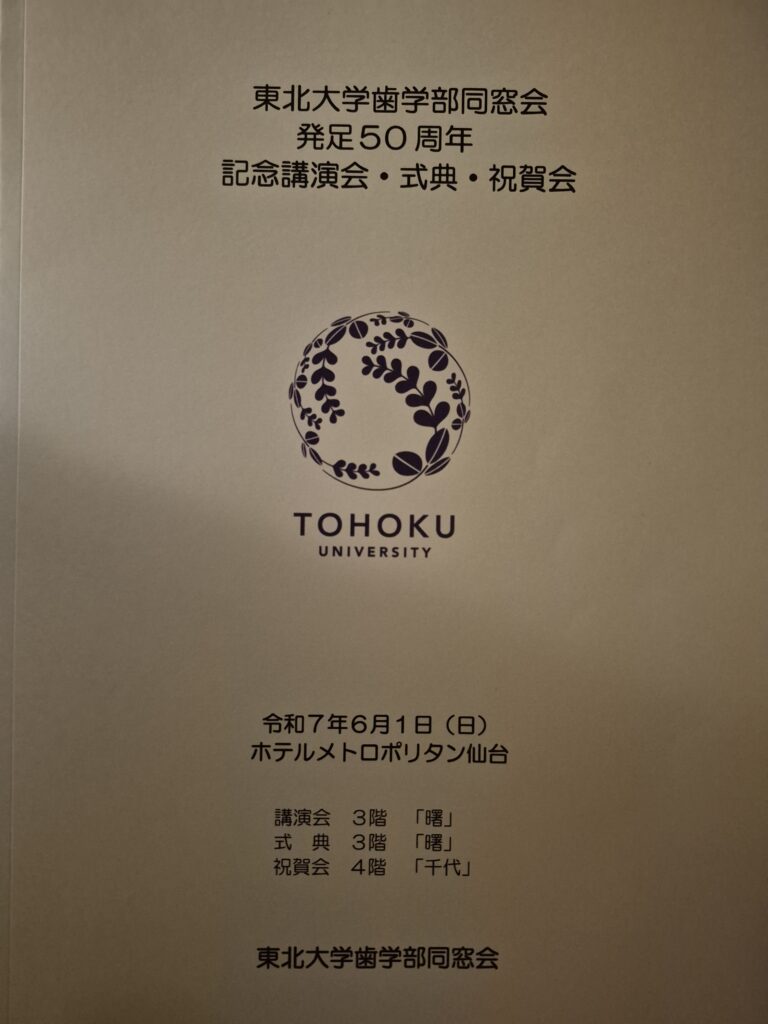 東北大学歯学部同窓会
発足50周年
記念講演会・式典・祝賀会
TOHOKU
UNIVERSITY
令和7年6月1日（日）
ホテルメトロポリタン仙台
講演会　3階　「曙」
式　典　3階　「曙」
祝賀会　4階　「千代」
東北大学歯学部同窓会